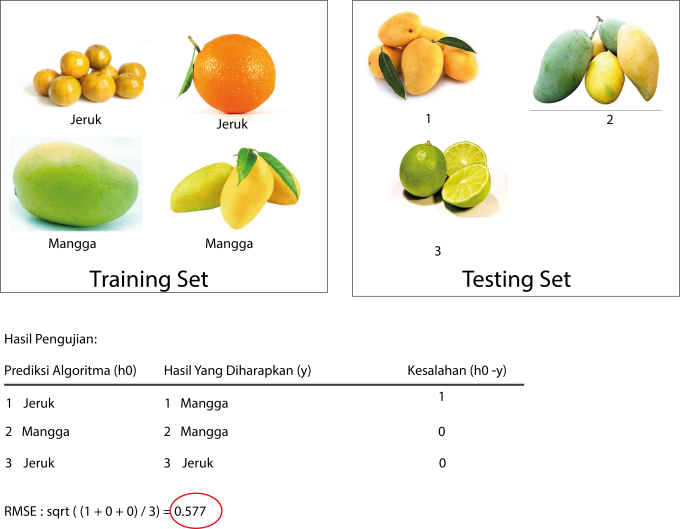 Jeruk
Jeruk
Mangga
Mangga
Training Set
1
2
3
Testing Set
Hasil Pengujian:
Prediksi Algoritma (h0) Hasil Yang Diharapkan (y) Kesalahan (h0 -y)
1 Jeruk 1 Mangga 1
2 Mangga 2 Mangga 0
3 Jeruk 3 Jeruk 0
RMSE : sqrt ( (1 + 0 + 0) / 3) = 0.577